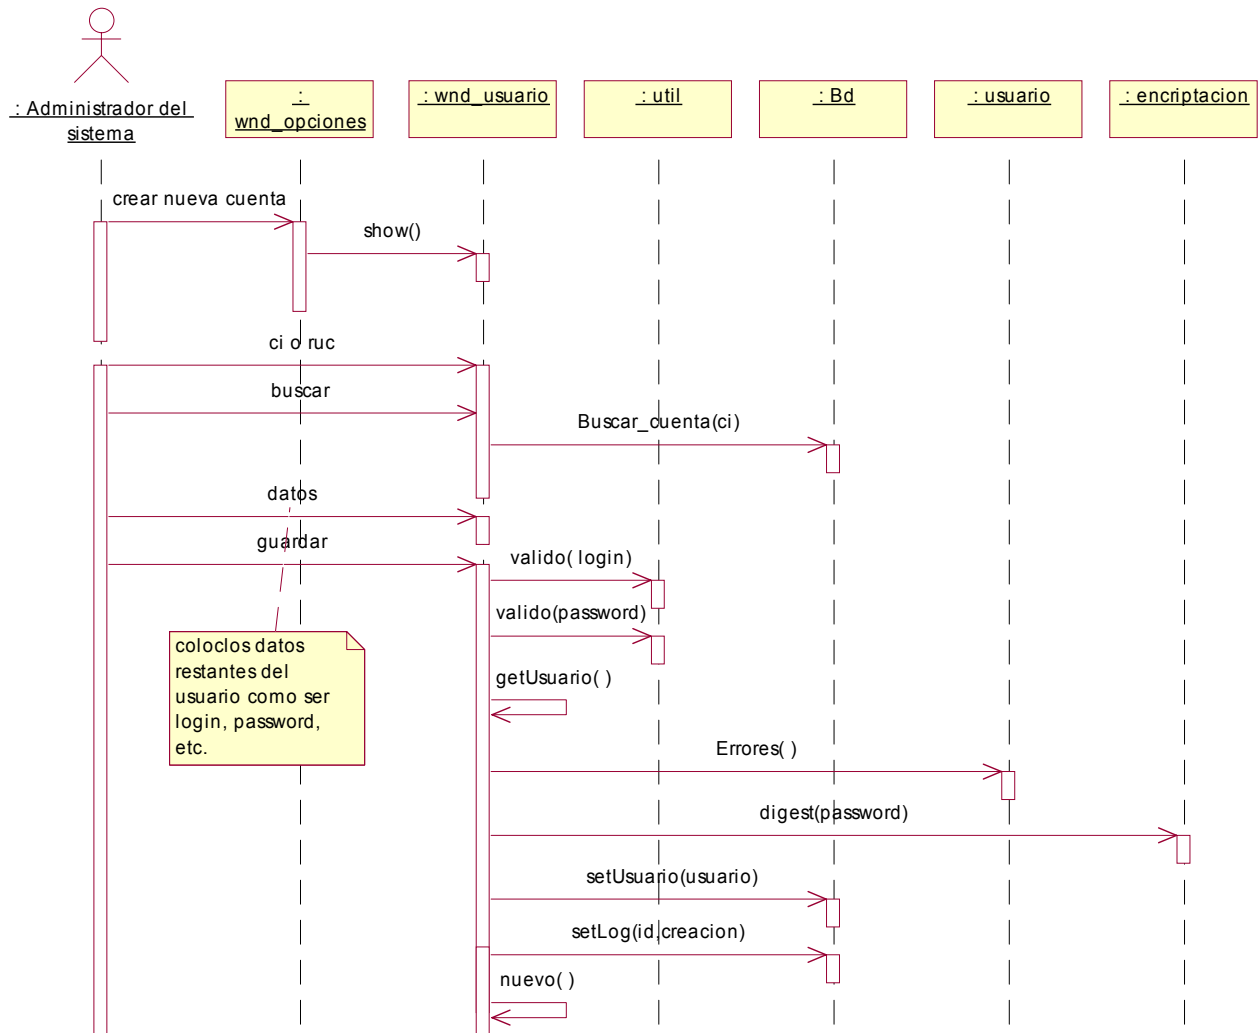 : Administrador del
sistema
:
wnd_opciones
: wnd_usuario
: util
: Bd
: usuario
: encriptacion
crear nueva cuenta
show()
ci o ruc
buscar
Buscar_cuenta(ci)
datos
guardar
valido( login)
valido(password)
coloclos datos
restantes del
usuario como ser
login, password,
etc.
getUsuario( )
Errores( )
digest(password)
setUsuario(usuario)
setLog(id,creacion)
nuevo( )